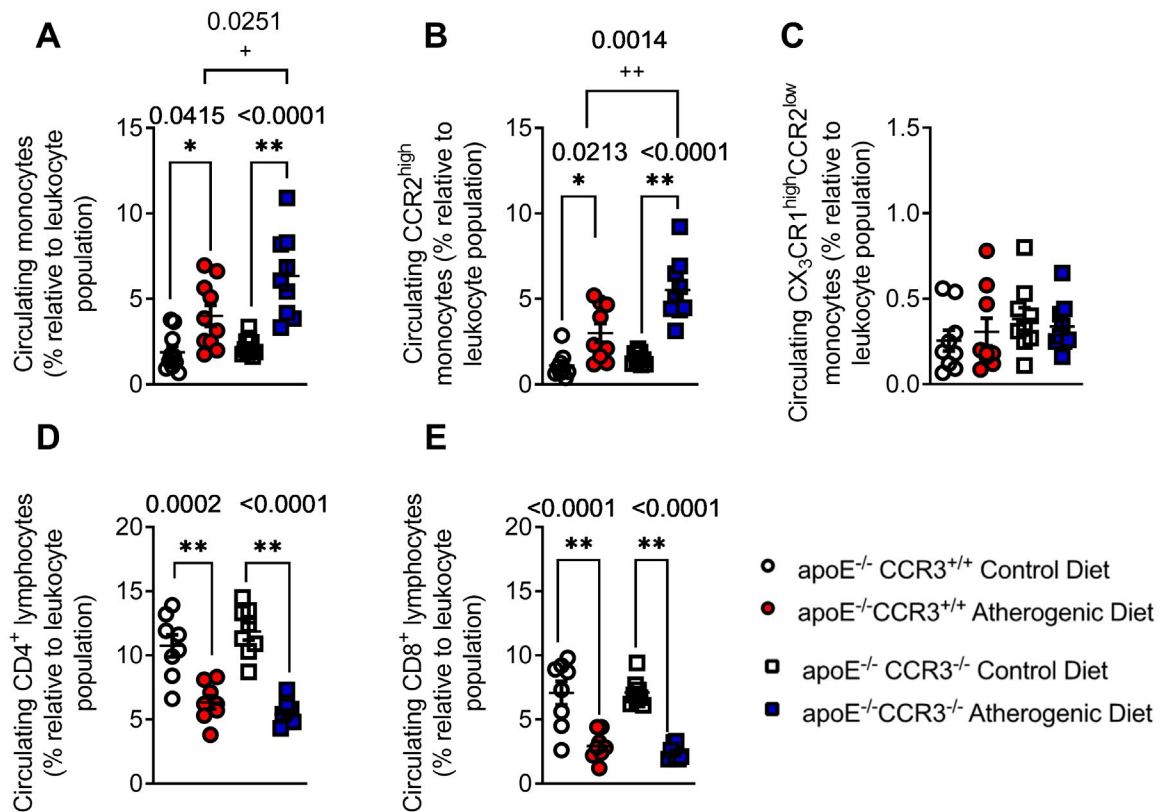 A
0.0251
+
0.0415 <0.0001
* **
Circulating monocytes
(% relative to leukocyte
population)
15
10
5
0
B
0.0014
++
0.0213 <0.0001
* **
Circulating CCR2high
monocytes (% relative to
leukocyte population)
15
10
5
0
C
Circulating CX3CR1highCCR2low
monocytes (% relative to
leukocyte population)
1.5
1.0
0.5
0.0
D
0.0002 <0.0001
** **
Circulating CD4+ lymphocytes
(% relative to leukocyte
population)
20
15
10
5
0
E
<0.0001 <0.0001
** **
Circulating CD8+ lymphocytes
(% relative to leukocyte
population)
20
15
10
5
0
apoE-/- CCR3+/+ Control Diet
apoE-/-CCR3+/+ Atherogenic Diet
apoE-/- CCR3-/- Control Diet
apoE-/-CCR3-/- Atherogenic Diet